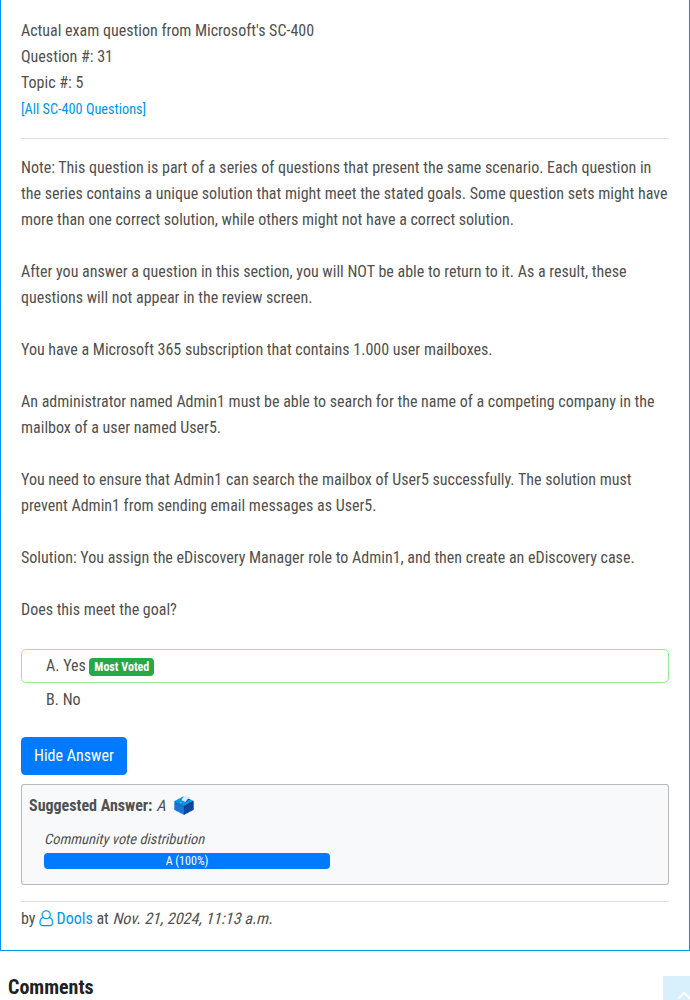 Actual exam question from Microsoft's SC-400
Question #: 31
Topic #: 5
[All SC-400 Questions]
Note: This question is part of a series of questions that present the same scenario. Each question in
the series contains a unique solution that might meet the stated goals. Some question sets might have
more than one correct solution, while others might not have a correct solution.
After you answer a question in this section, you will NOT be able to return to it. As a result, these
questions will not appear in the review screen.
You have a Microsoft 365 subscription that contains 1.000 user mailboxes.
An administrator named Admin1 must be able to search for the name of a competing company in the
mailbox of a user named User5.
You need to ensure that Admin1 can search the mailbox of User5 successfully. The solution must
prevent Admin1 from sending email messages as User5.
Solution: You assign the eDiscovery Manager role to Admin1, and then create an eDiscovery case.
Does this meet the goal?
A. Yes Most Voted
B. No
Hide Answer
Suggested Answer: A
Community vote distribution
A (100%)
by Dools at Nov. 21, 2024, 11:13 a.m.
Comments